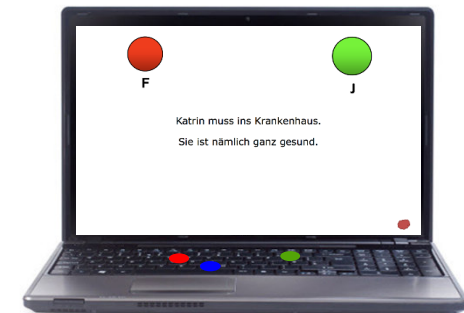 F
J
Katrin muss ins Krankenhaus.
Sie ist nämlich ganz gesund.